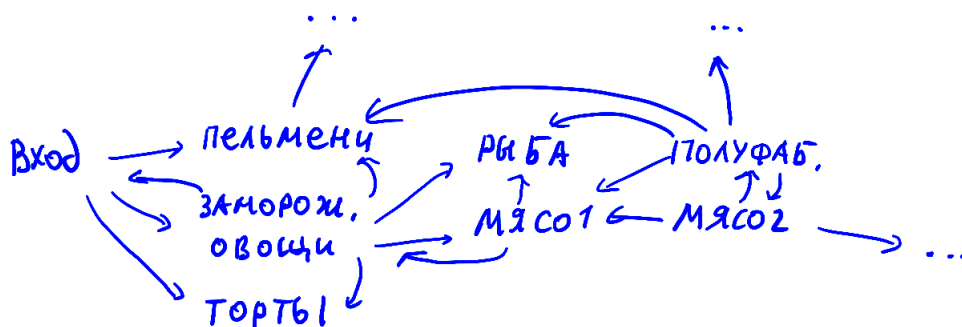 ...
...
Вход
ПЕЛЬМЕНИ
РЫБА
ПОЛУФАБ.
ЗАМОРОЖ.
ОВОЩИ
МЯСО1
МЯСО2
...
ТОРТЫ